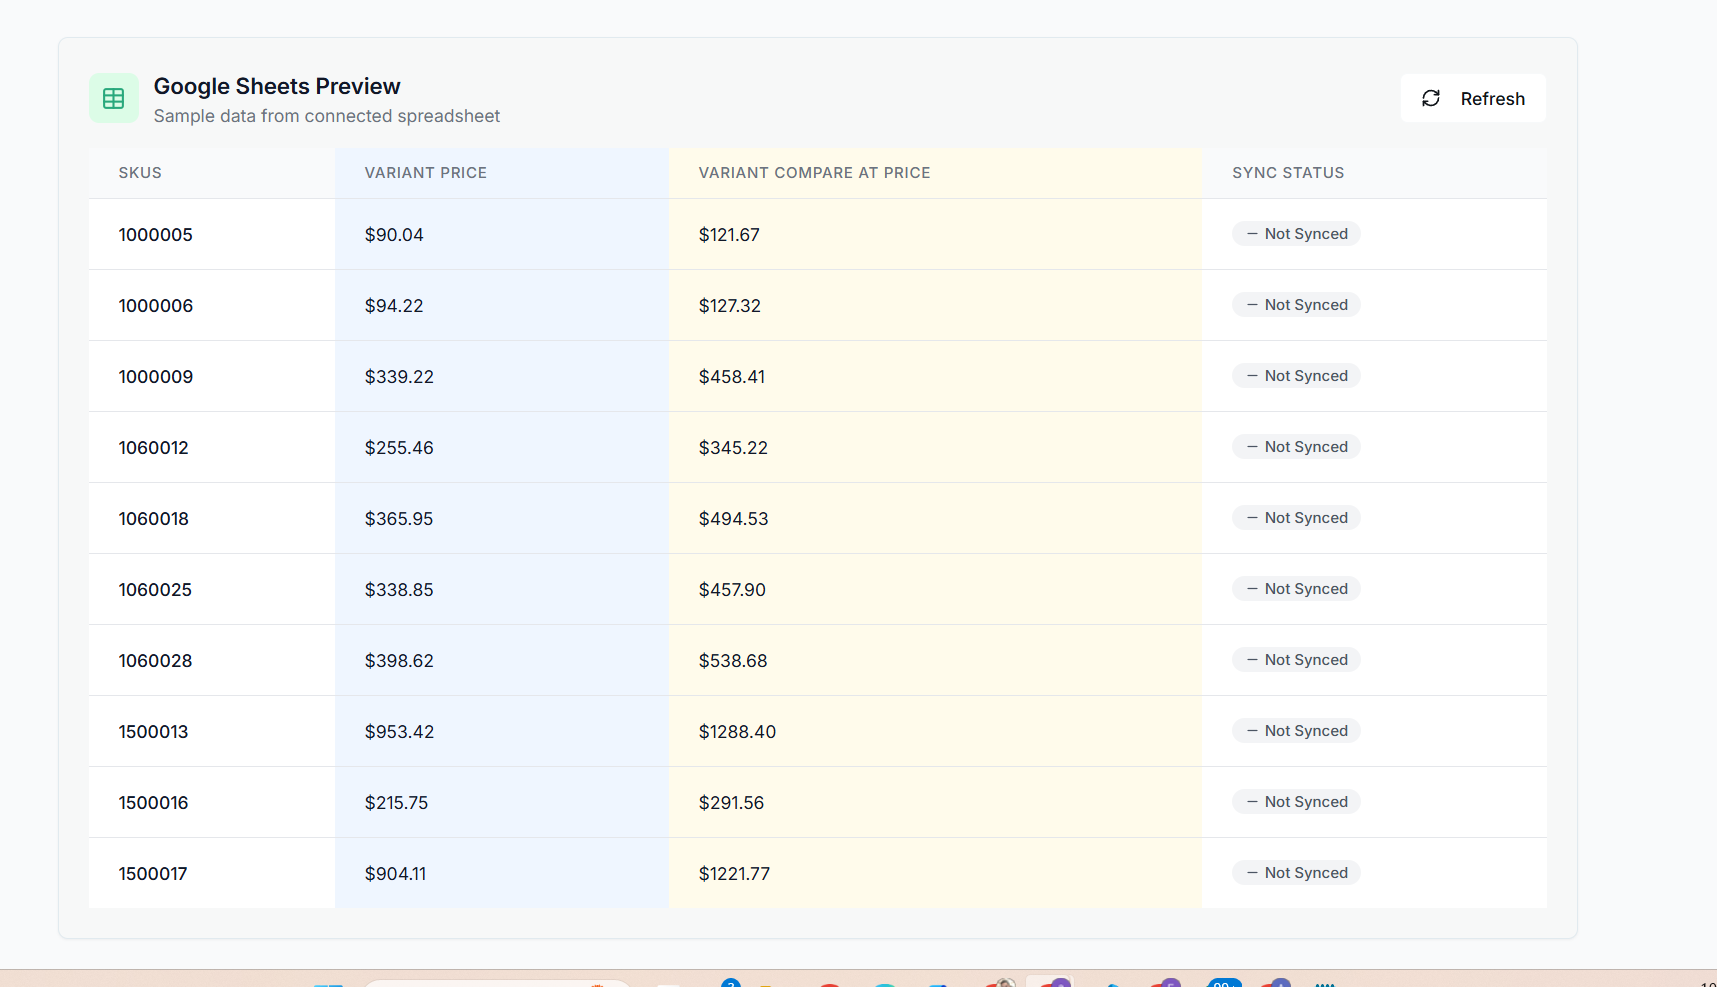 Google Sheets Preview
Sample data from connected spreadsheet
Refresh
SKUS VARIANT PRICE VARIANT COMPARE AT PRICE SYNC STATUS
1000005 $90.04 $121.67 — Not Synced
1000006 $94.22 $127.32 — Not Synced
1000009 $339.22 $458.41 — Not Synced
1060012 $255.46 $345.22 — Not Synced
1060018 $365.95 $494.53 — Not Synced
1060025 $338.85 $457.90 — Not Synced
1060028 $398.62 $538.68 — Not Synced
1500013 $953.42 $1288.40 — Not Synced
1500016 $215.75 $291.56 — Not Synced
1500017 $904.11 $1221.77 — Not Synced